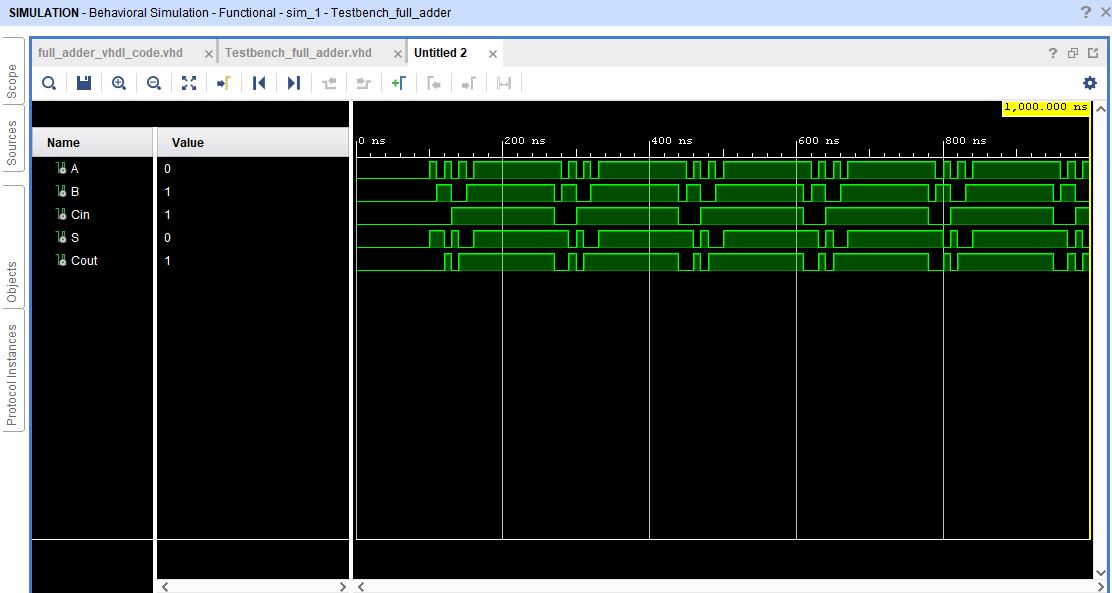 SIMULATION - Behavioral Simulation - Functional - sim_1 - Testbench_full_adder
full_adder_vhdl_code.vhd
Testbench_full_adder.vhd
Untitled 2
Scope
Sources
Objects
Protocol Instances
1,000.000 ns
Name Value
0 ns 200 ns 400 ns 600 ns 800 ns
A 0
B 1
Cin 1
S 0
Cout 1